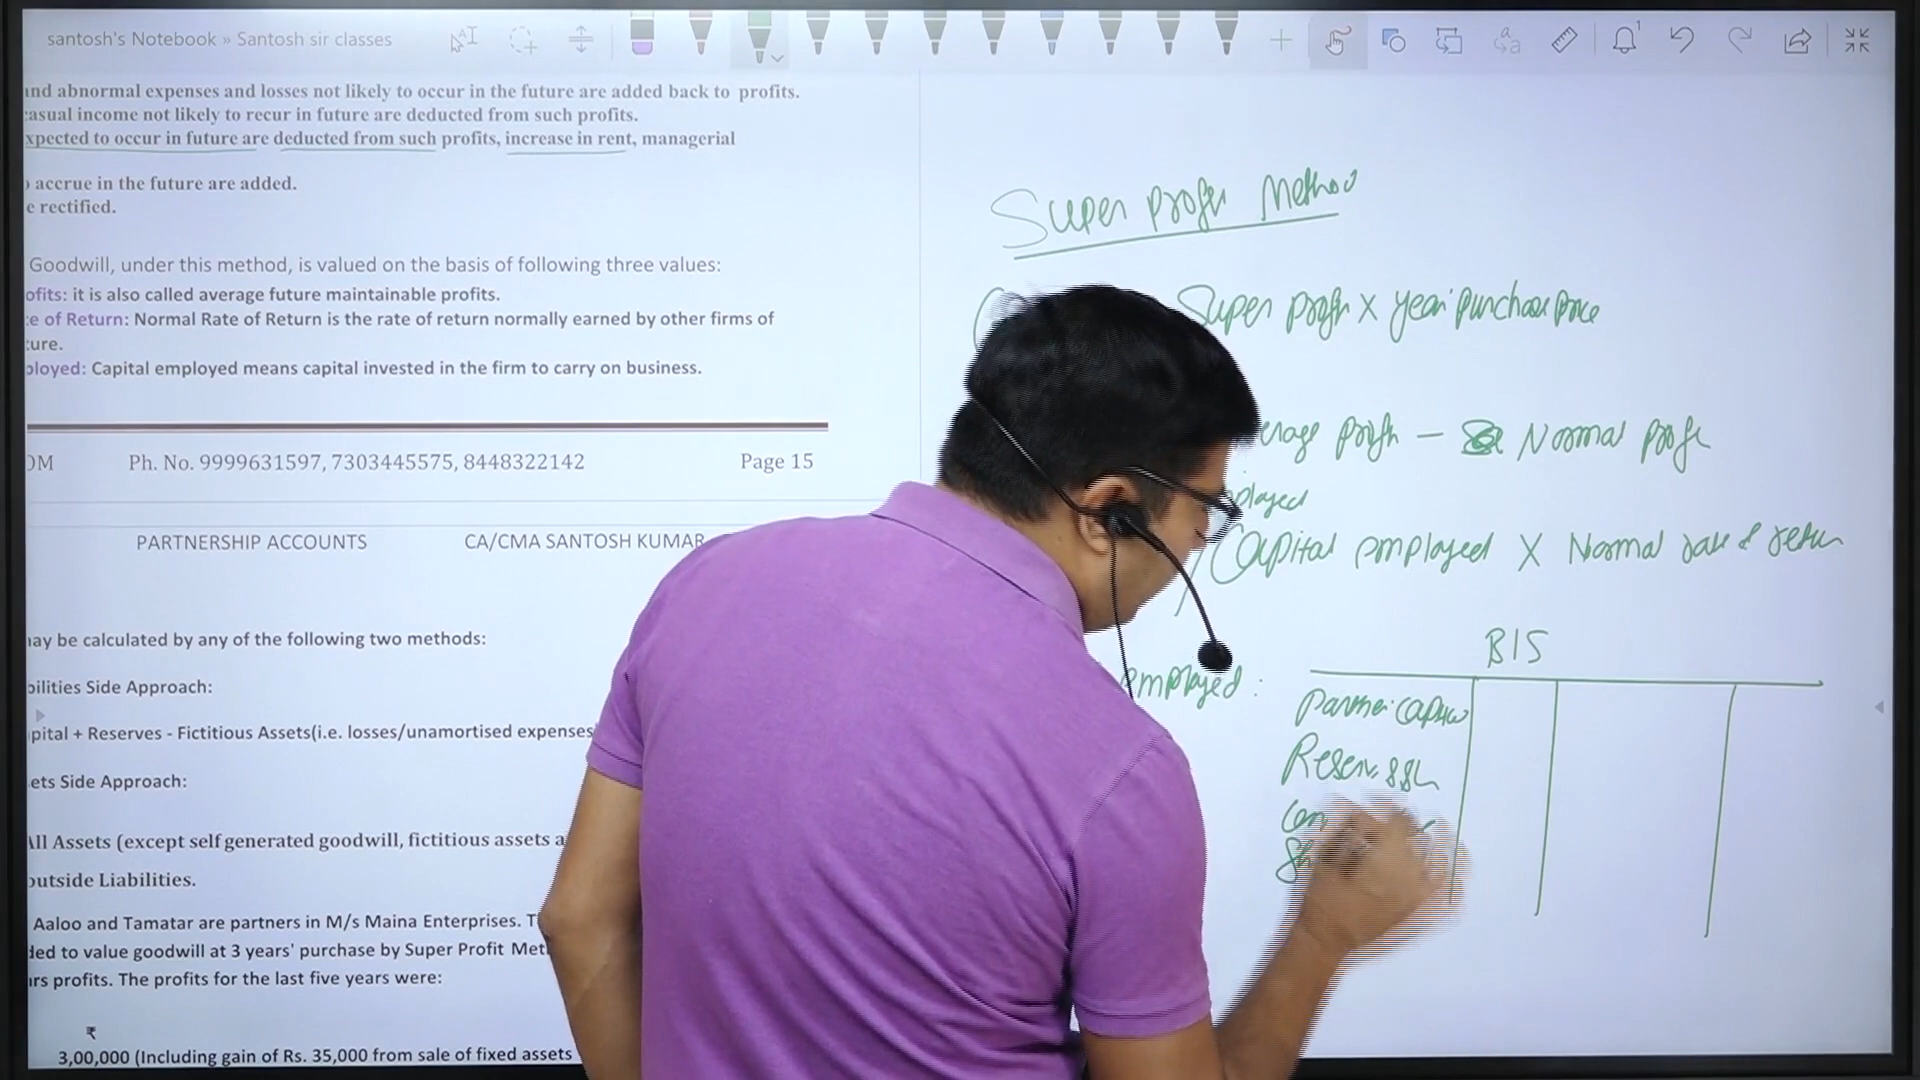 santosh's Notebook » Santosh sir classes
and abnormal expenses and losses not likely to occur in the future are added back to profits.
casual income not likely to recur in future are deducted from such profits.
xpected to occur in future are deducted from such profits, increase in rent, managerial
accrue in the future are added.
e rectified.
Goodwill, under this method, is valued on the basis of following three values:
ofits: it is also called average future maintainable profits.
e of Return: Normal Rate of Return is the rate of return normally earned by other firms of
ture.
ployed: Capital employed means capital invested in the firm to carry on business.
OM Ph. No. 9999631597, 7303445575, 8448322142 Page 15
PARTNERSHIP ACCOUNTS CA/CMA SANTOSH KUMAR
may be calculated by any of the following two methods:
bilities Side Approach:
pital + Reserves - Fictitious Assets(i.e. losses/unamortised expenses
ets Side Approach:
All Assets (except self generated goodwill, fictitious assets a
outside Liabilities.
Aaloo and Tamatar are partners in M/s Maina Enterprises. T
ded to value goodwill at 3 years' purchase by Super Profit Met
ars profits. The profits for the last five years were:
₹
3,00,000 (Including gain of Rs. 35,000 from sale of fixed assets
Super profit Method
Super profit X year purchase price
erage profit - Normal profit
ployed
Capital employed X Normal rate of return
B/S
employed :
Partner capital
Reserve